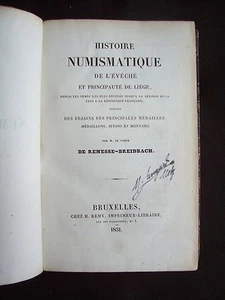 HISTOIRE
NUMISMATIQUE
DE L'ÉVÊCHÉ
ET PRINCIPAUTÉ DE LIÉGE,
DEPUIS LES TEMPS LES PLUS RECULÉS JUSQU'A LA RÉUNION DE CE
PAYS A LA RÉPUBLIQUE FRANÇAISE,
DES DESSINS DES PRINCIPALES MÉDAILLES,
MÉDAILLONS, JETONS ET MONNAIES
PAR M. LE COMTE
DE RENESSE-BREIDBACH.
BRUXELLES,
CHEZ H. REMY, IMPRIMEUR-LIBRAIRE,
1831.